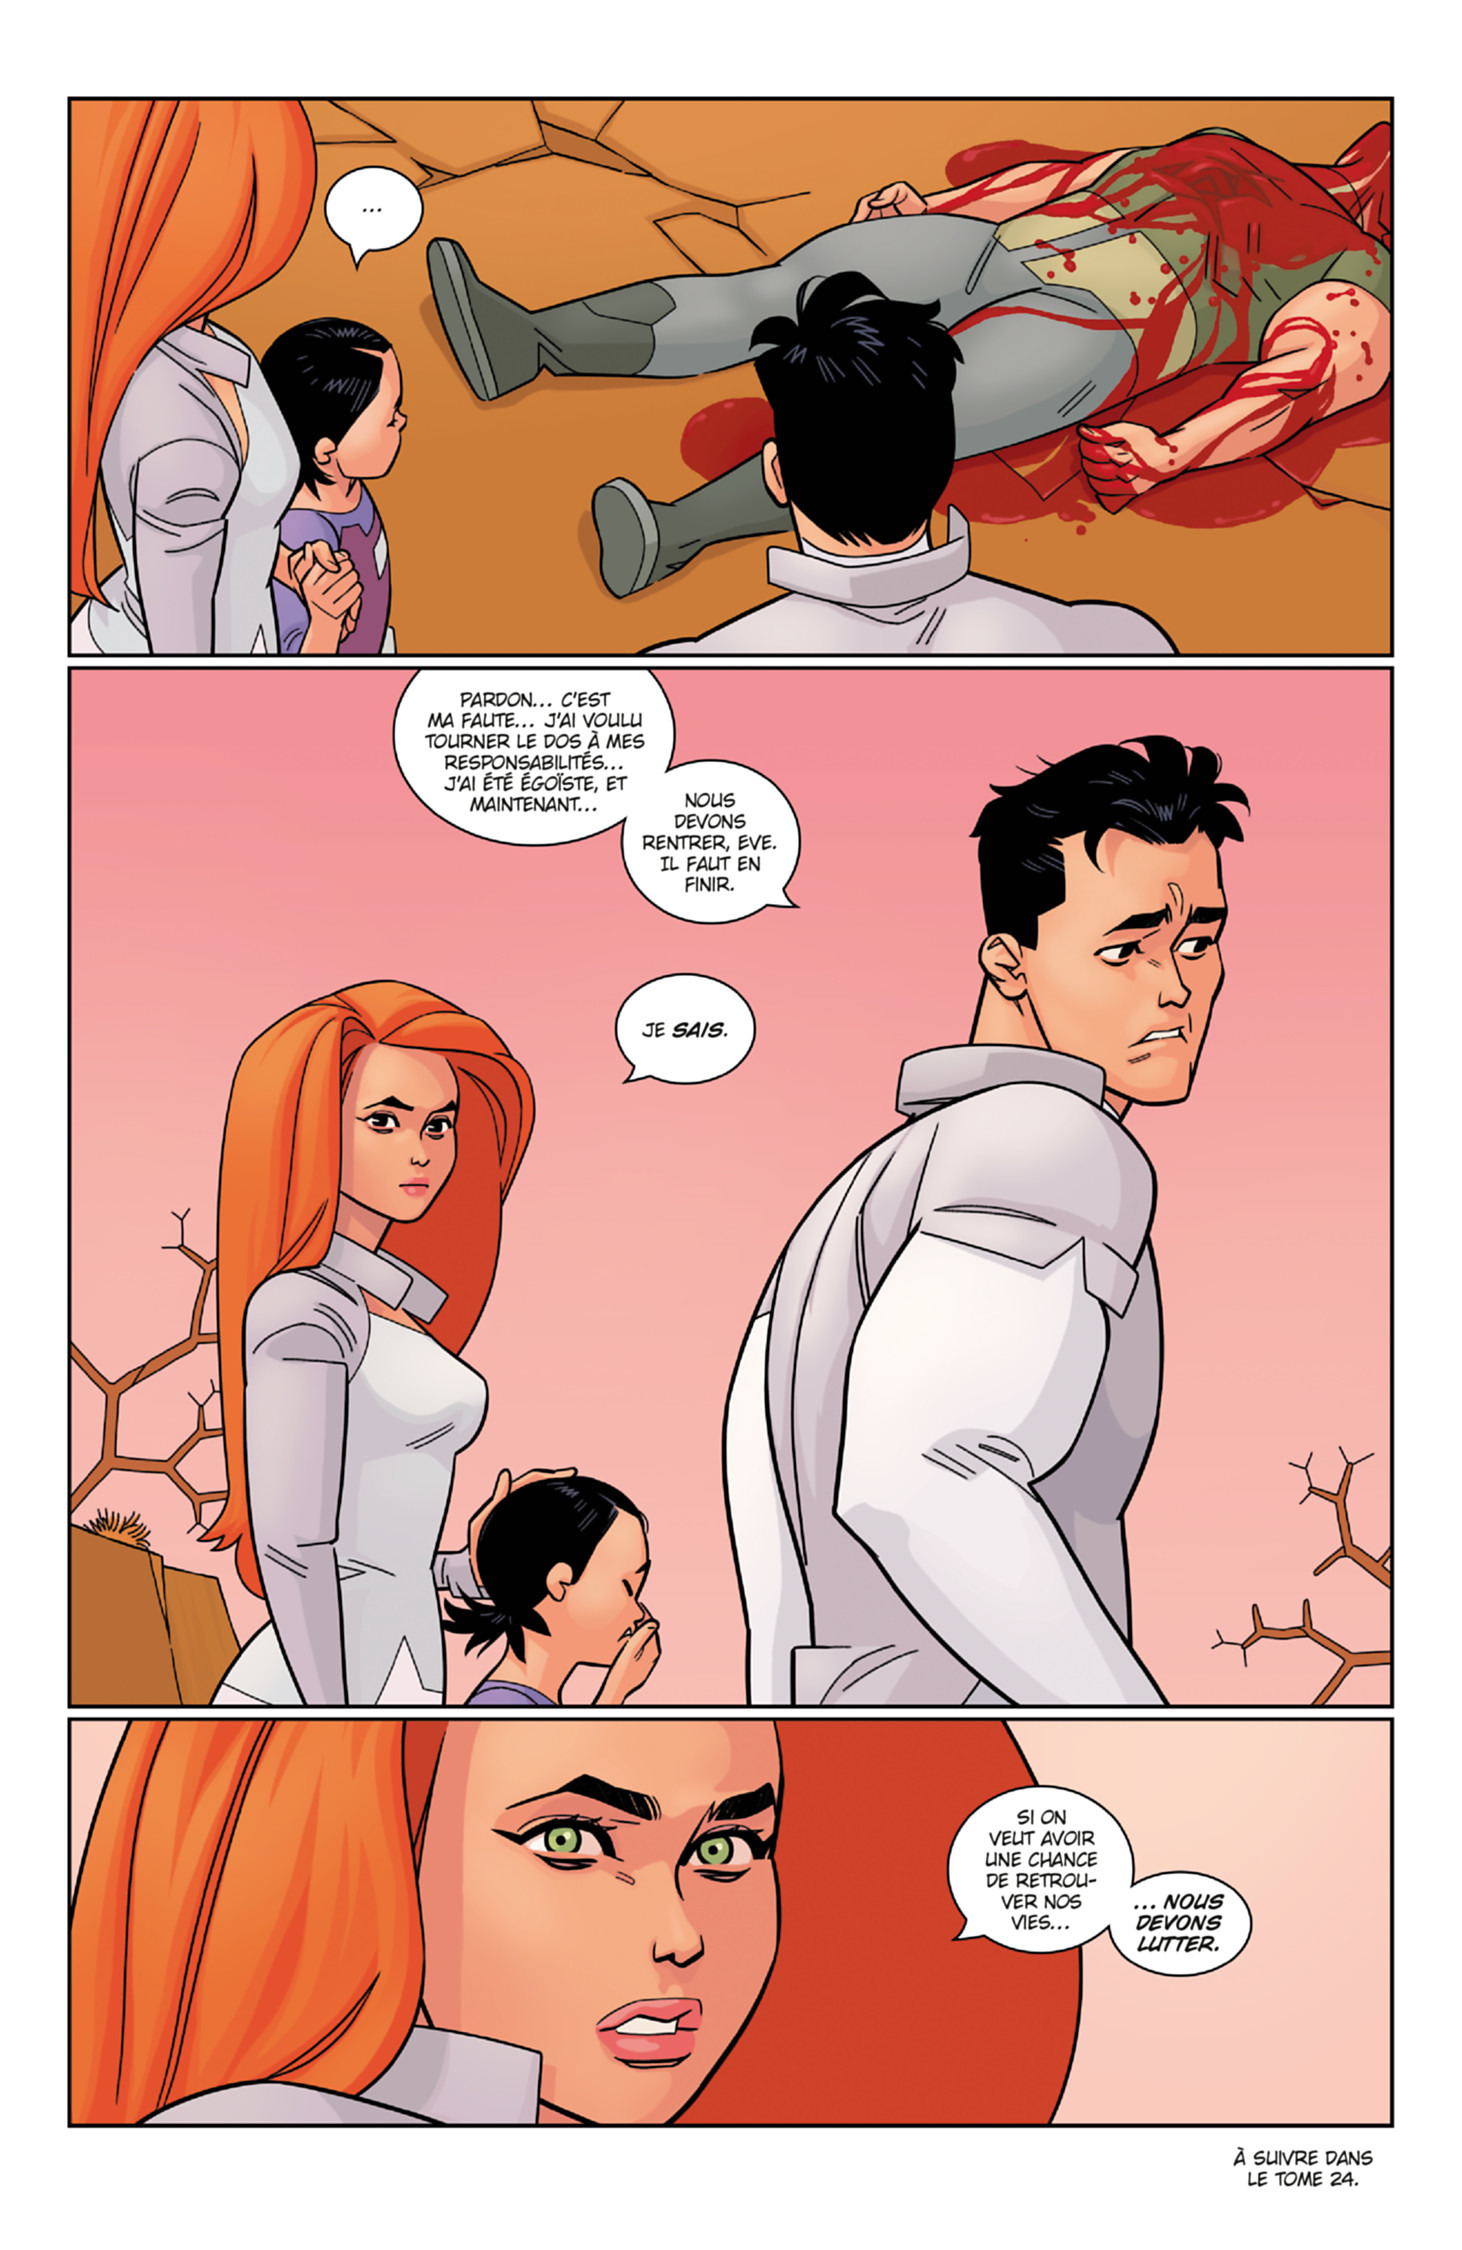 ...
PARDON... C'EST
MA FAUTE... J'AI VOULU
TOURNER LE DOS À MES
RESPONSABILITÉS...
J'AI ÉTÉ ÉGOÏSTE, ET
MAINTENANT...
NOUS
DEVONS
RENTRER, EVE.
IL FAUT EN
FINIR.
JE SAIS.
SI ON
VEUT AVOIR
UNE CHANCE
DE RETROU-
VER NOS
VIES...
... NOUS
DEVONS
LUTTER.
À SUIVRE DANS
LE TOME 24.